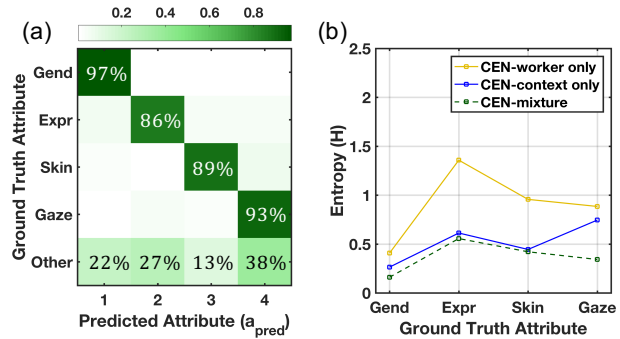 (a)
0.2 0.4 0.6 0.8
Ground Truth Attribute
Gend
Expr
Skin
Gaze
Other
97%
86%
89%
93%
22% 27% 13% 38%
1 2 3 4
Predicted Attribute (a_pred)
(b)
Entropy (H)
2.5
2
1.5
1
0.5
0
CEN-worker only
CEN-context only
CEN-mixture
Gend Expr Skin Gaze
Ground Truth Attribute